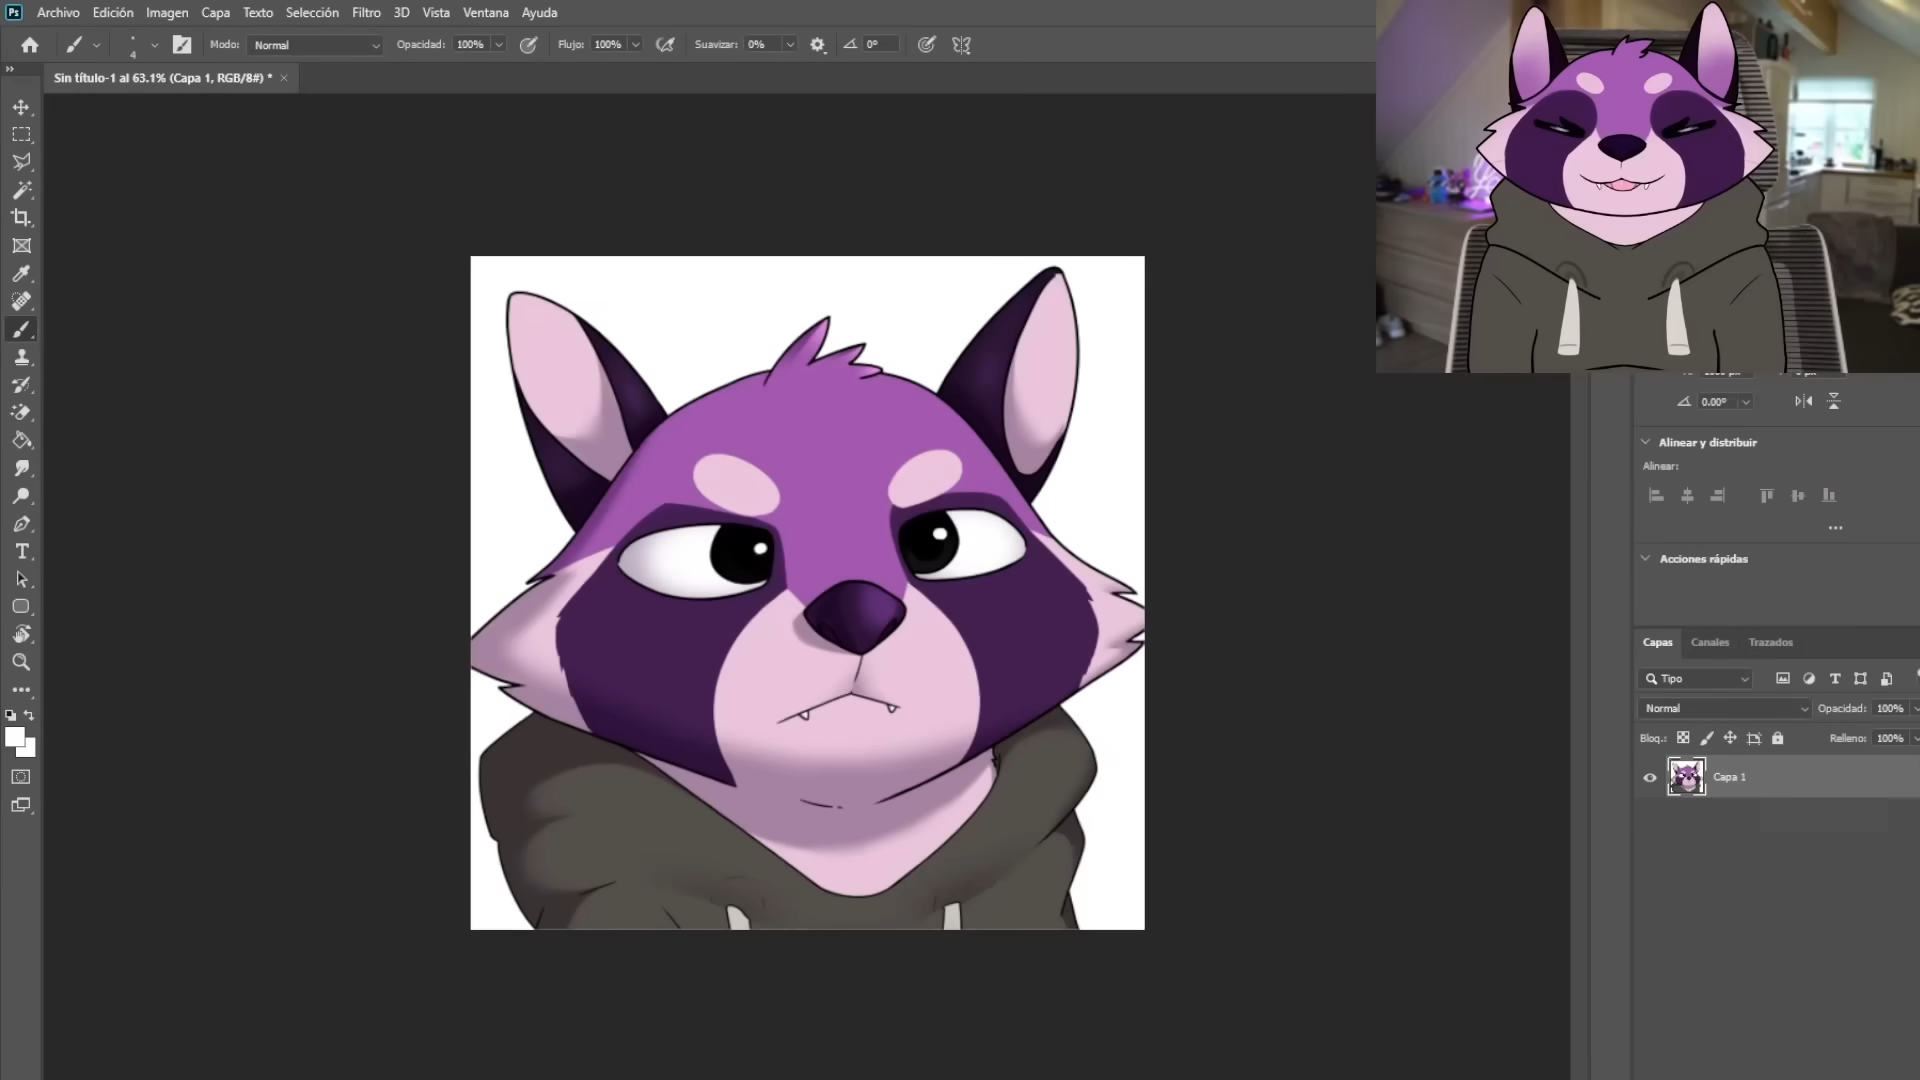 Ps Archivo Edición Imagen Capa Texto Selección Filtro 3D Vista Ventana Ayuda
4 Modo: Normal Opacidad: 100% Flujo: 100% Suavizar: 0% 0°
Sin título-1 al 63.1% (Capa 1, RGB/8#) * ×
0.00°
Alinear y distribuir
Alinear:
Acciones rápidas
Capas Canales Trazados
Tipo
Normal Opacidad: 100%
Bloq.: Relleno: 100%
Capa 1